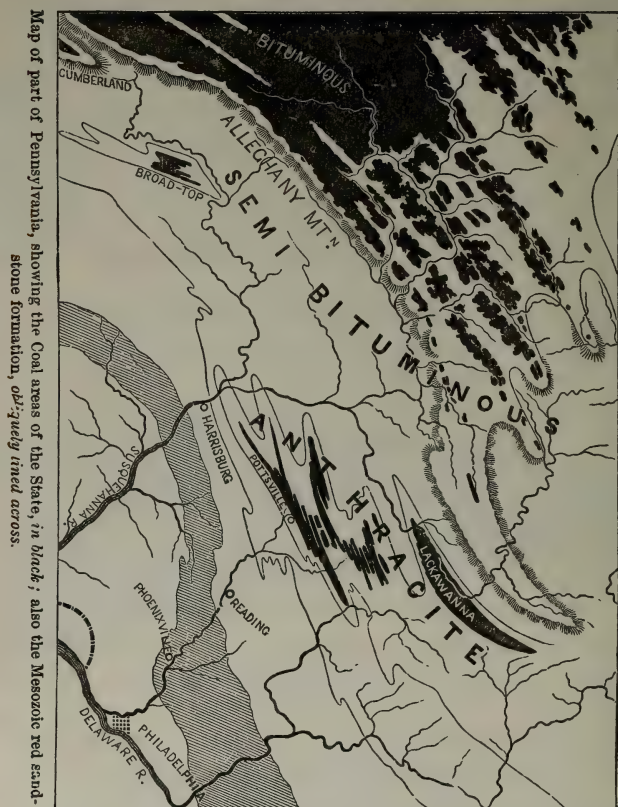 BITUMINOUS
CUMBERLAND
ALLEGHANY MTN.
BROAD-TOP
SEMI BITUMINOUS
ANTHRACITE
HARRISBURG
POTTSVILLE
LACKAWANNA
SUSQUEHANNA R.
READING
PHOENIXVILLE
PHILADELPHIA
DELAWARE R.
Map of part of Pennsylvania, showing the Coal areas of the State, in black; also the Mesozoic red sand-
stone formation, obliquely lined across.